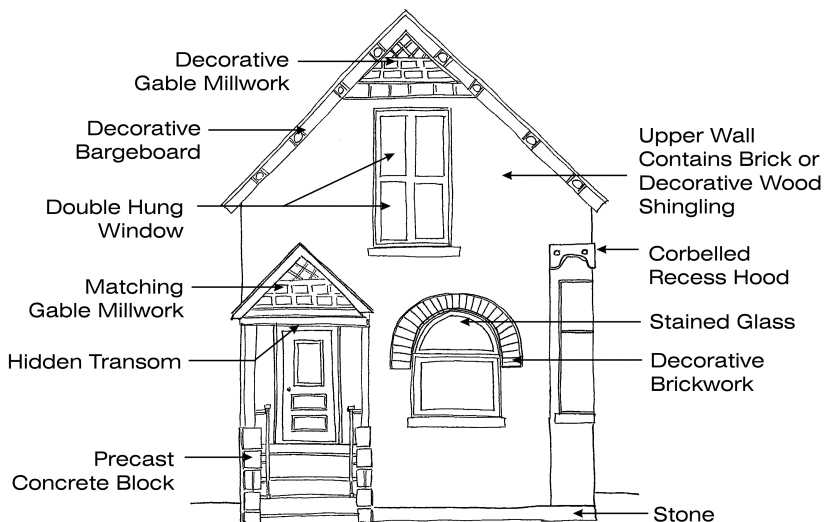 Decorative
Gable Millwork
Decorative
Bargeboard
Double Hung
Window
Matching
Gable Millwork
Hidden Transom
Precast
Concrete Block
Upper Wall
Contains Brick or
Decorative Wood
Shingling
Corbelled
Recess Hood
Stained Glass
Decorative
Brickwork
Stone